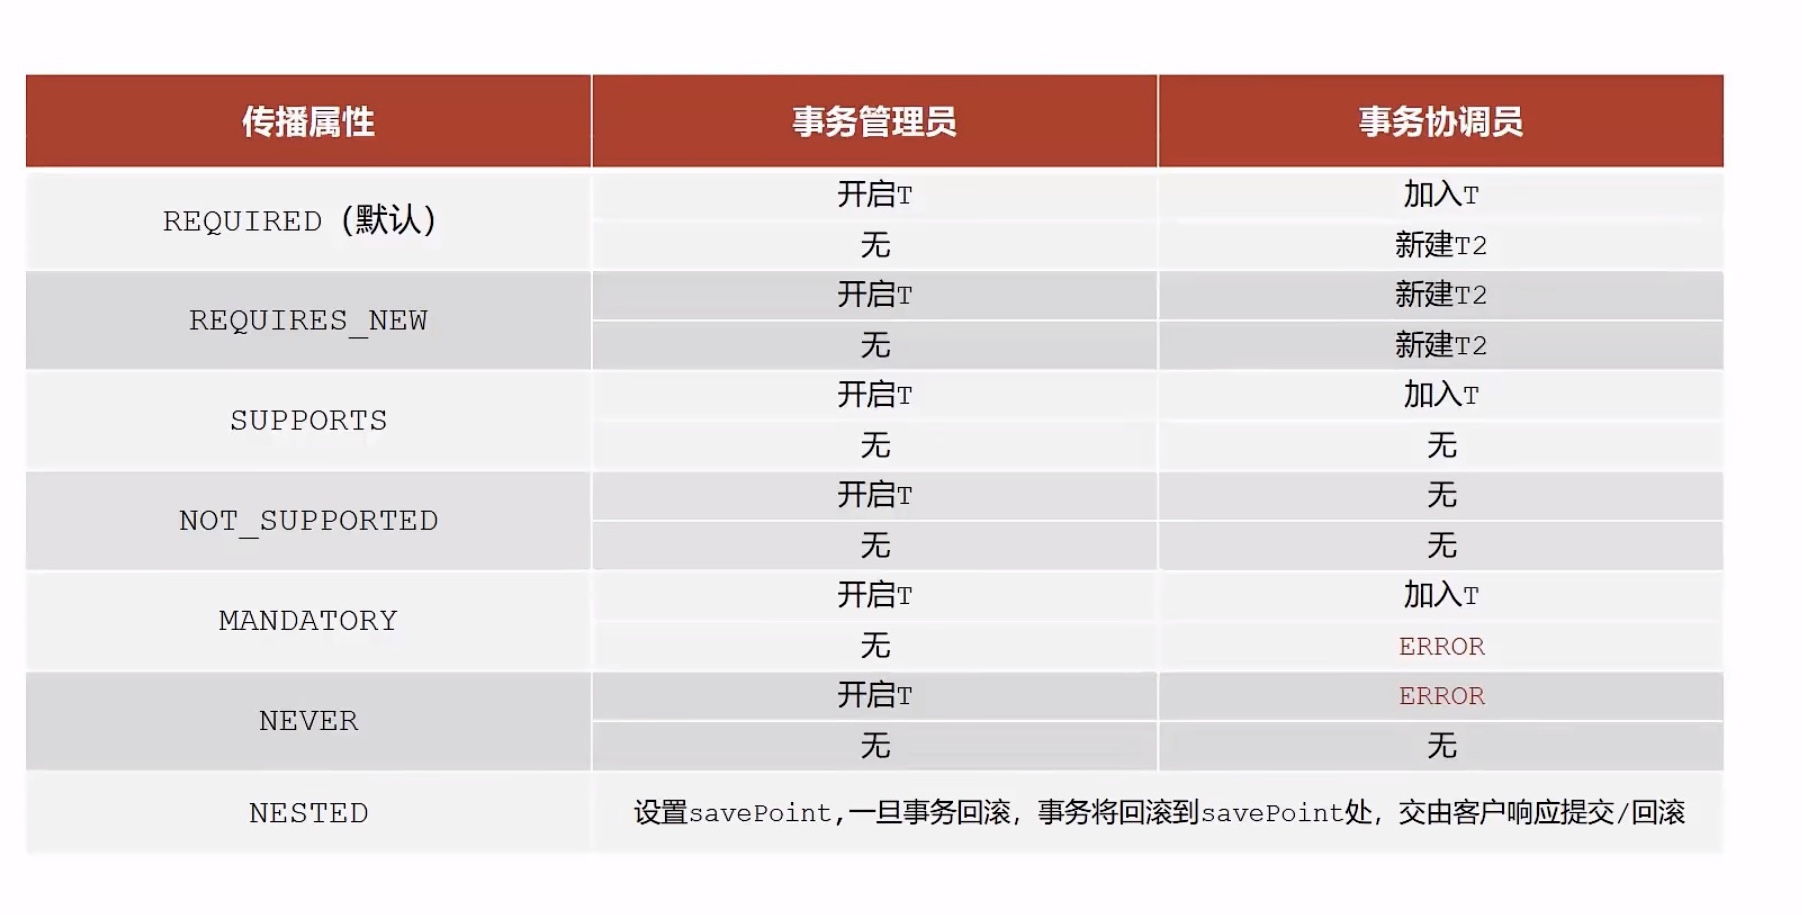 传播属性 事务管理员 事务协调员
REQUIRED（默认） 开启T 加入T
无 新建T2
REQUIRES_NEW 开启T 新建T2
无 新建T2
SUPPORTS 开启T 加入T
无 无
NOT_SUPPORTED 开启T 无
无 无
MANDATORY 开启T 加入T
无 ERROR
NEVER 开启T ERROR
无 无
NESTED 设置savePoint,一旦事务回滚，事务将回滚到savePoint处，交由客户响应提交/回滚